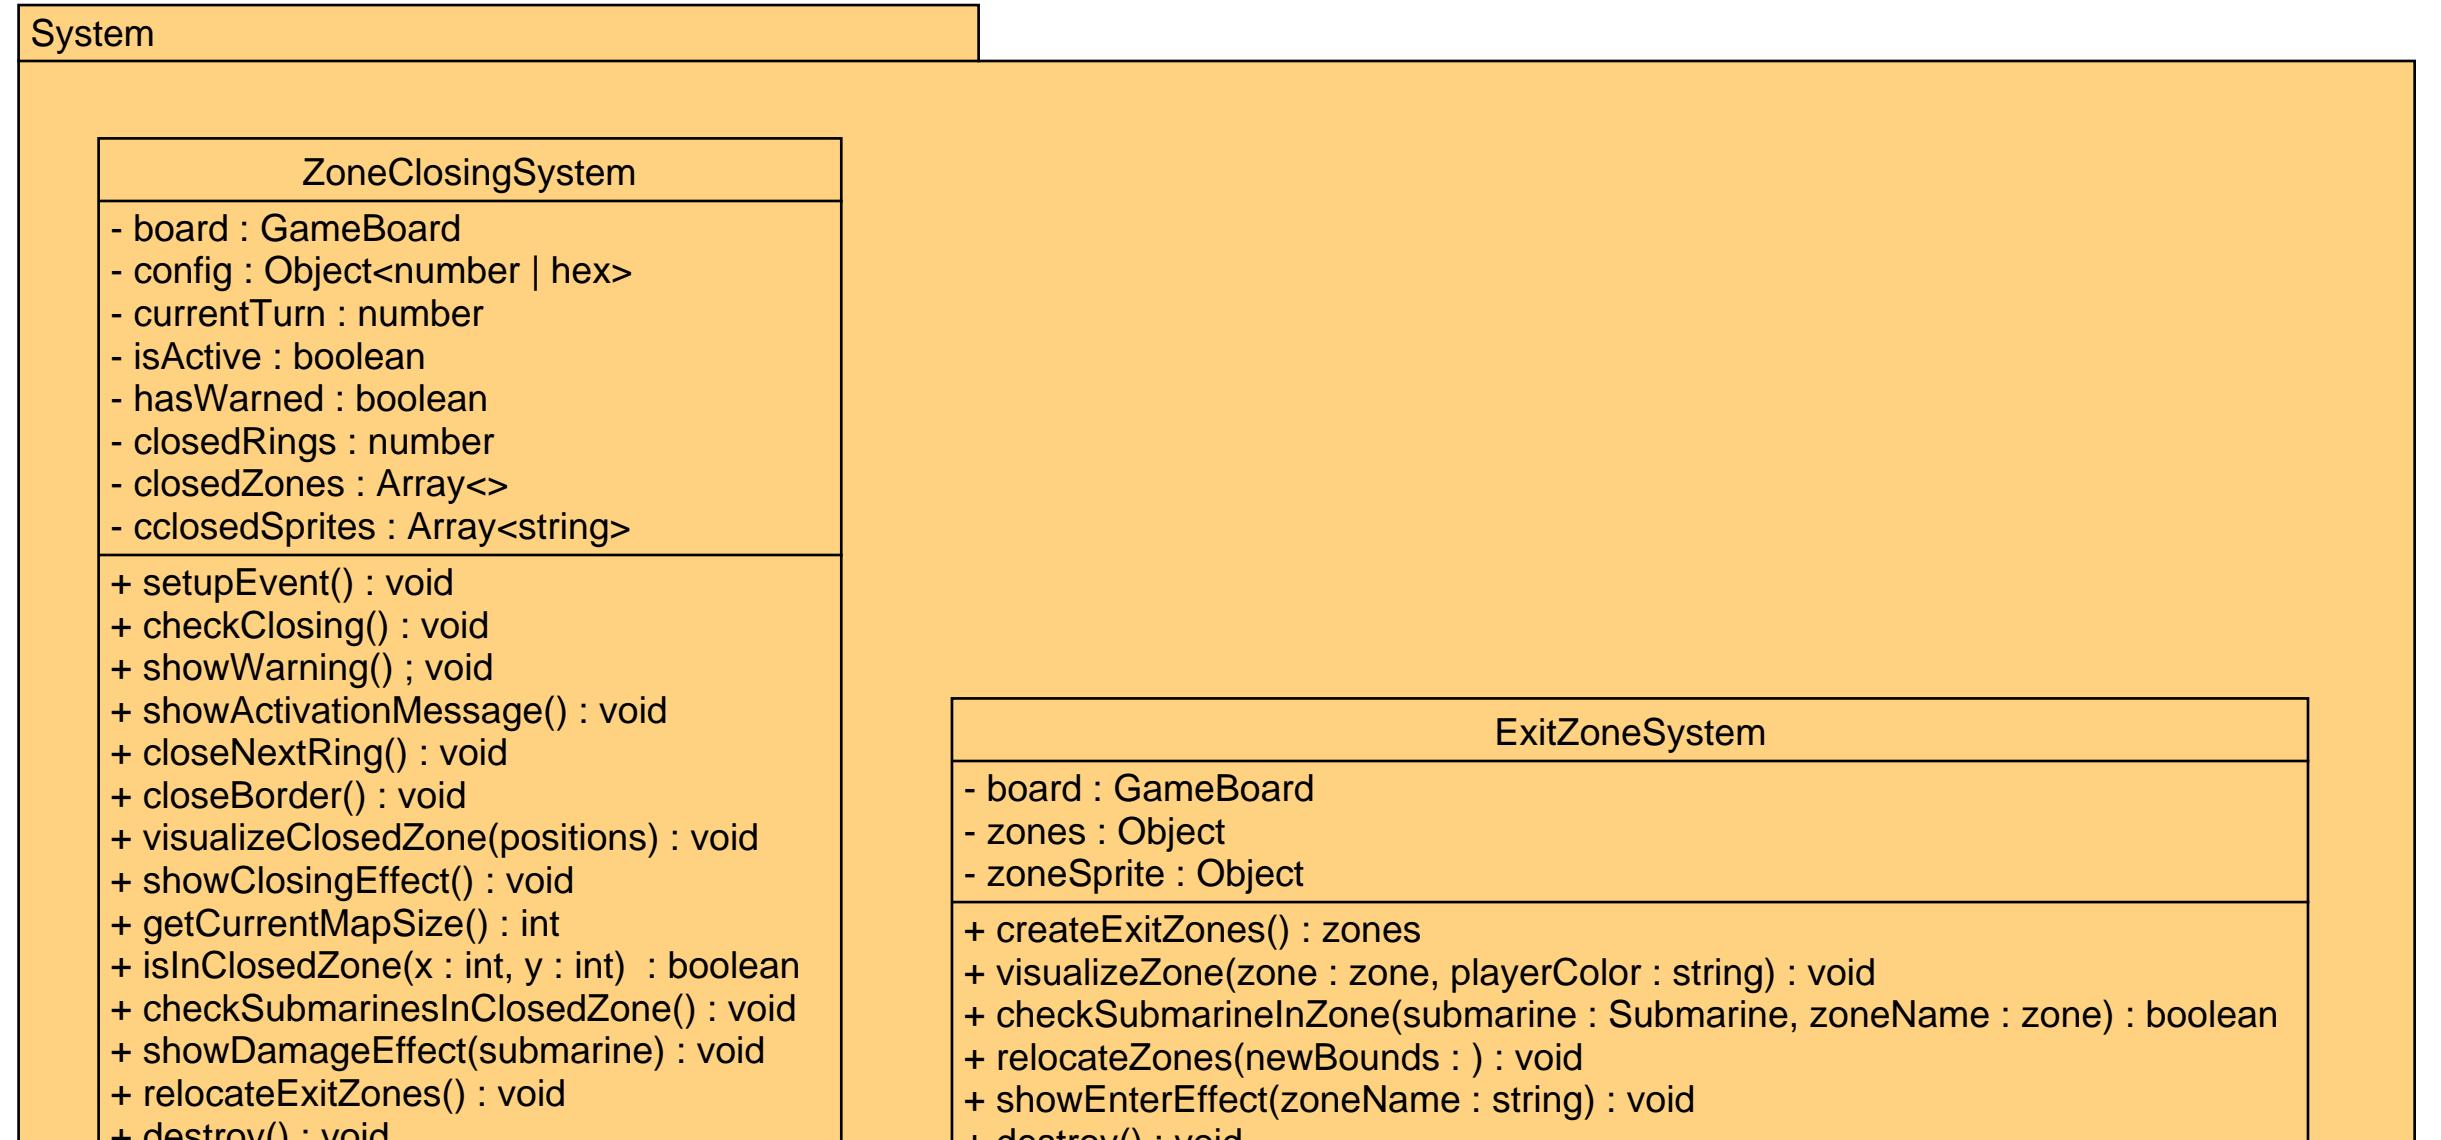 System
ZoneClosingSystem
- board : GameBoard
- config : Object<number | hex>
- currentTurn : number
- isActive : boolean
- hasWarned : boolean
- closedRings : number
- closedZones : Array<>
- cclosedSprites : Array<string>
+ setupEvent() : void
+ checkClosing() : void
+ showWarning() ; void
+ showActivationMessage() : void
+ closeNextRing() : void
+ closeBorder() : void
+ visualizeClosedZone(positions) : void
+ showClosingEffect() : void
+ getCurrentMapSize() : int
+ isInClosedZone(x : int, y : int)  : boolean
+ checkSubmarinesInClosedZone() : void
+ showDamageEffect(submarine) : void
+ relocateExitZones() : void
+ destroy() : void
ExitZoneSystem
- board : GameBoard
- zones : Object
- zoneSprite : Object
+ createExitZones() : zones
+ visualizeZone(zone : zone, playerColor : string) : void
+ checkSubmarineInZone(submarine : Submarine, zoneName : zone) : boolean
+ relocateZones(newBounds : ) : void
+ showEnterEffect(zoneName : string) : void
+ destroy() : void